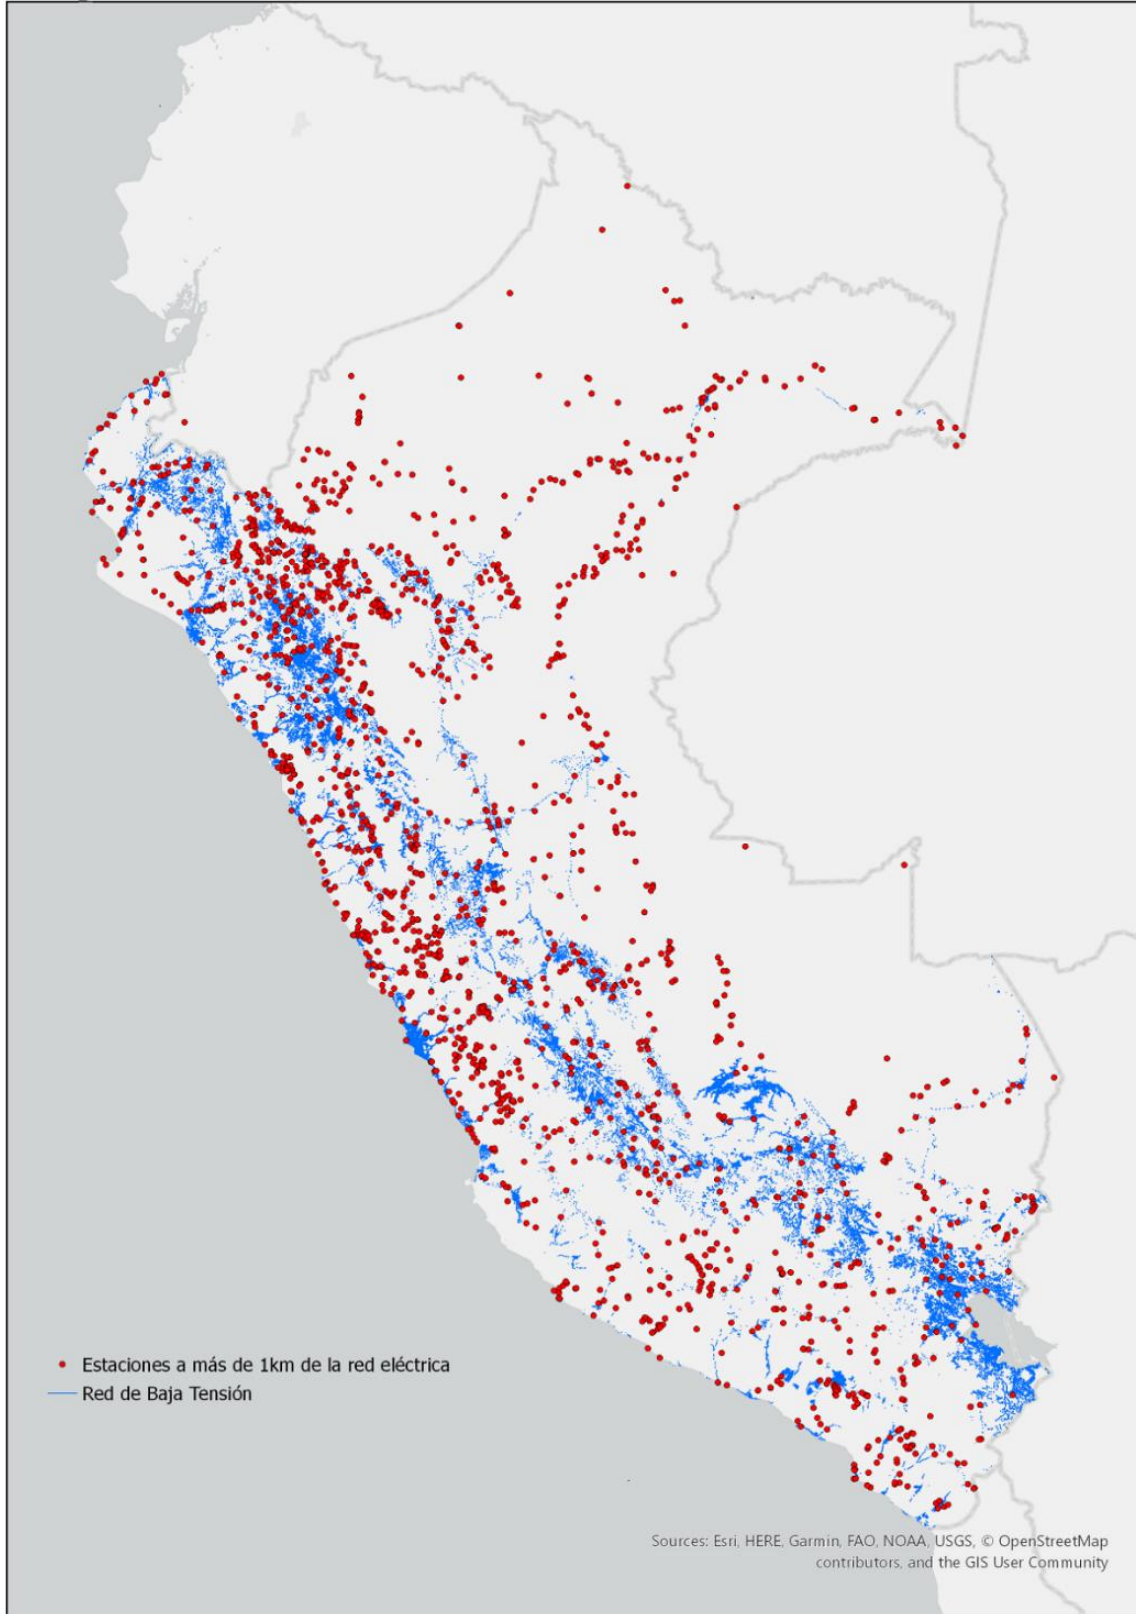 Estaciones a más de 1km de la red eléctrica
Red de Baja Tensión
Sources: Esri, HERE, Garmin, FAO, NOAA, USGS, © OpenStreetMap
contributors, and the GIS User Community